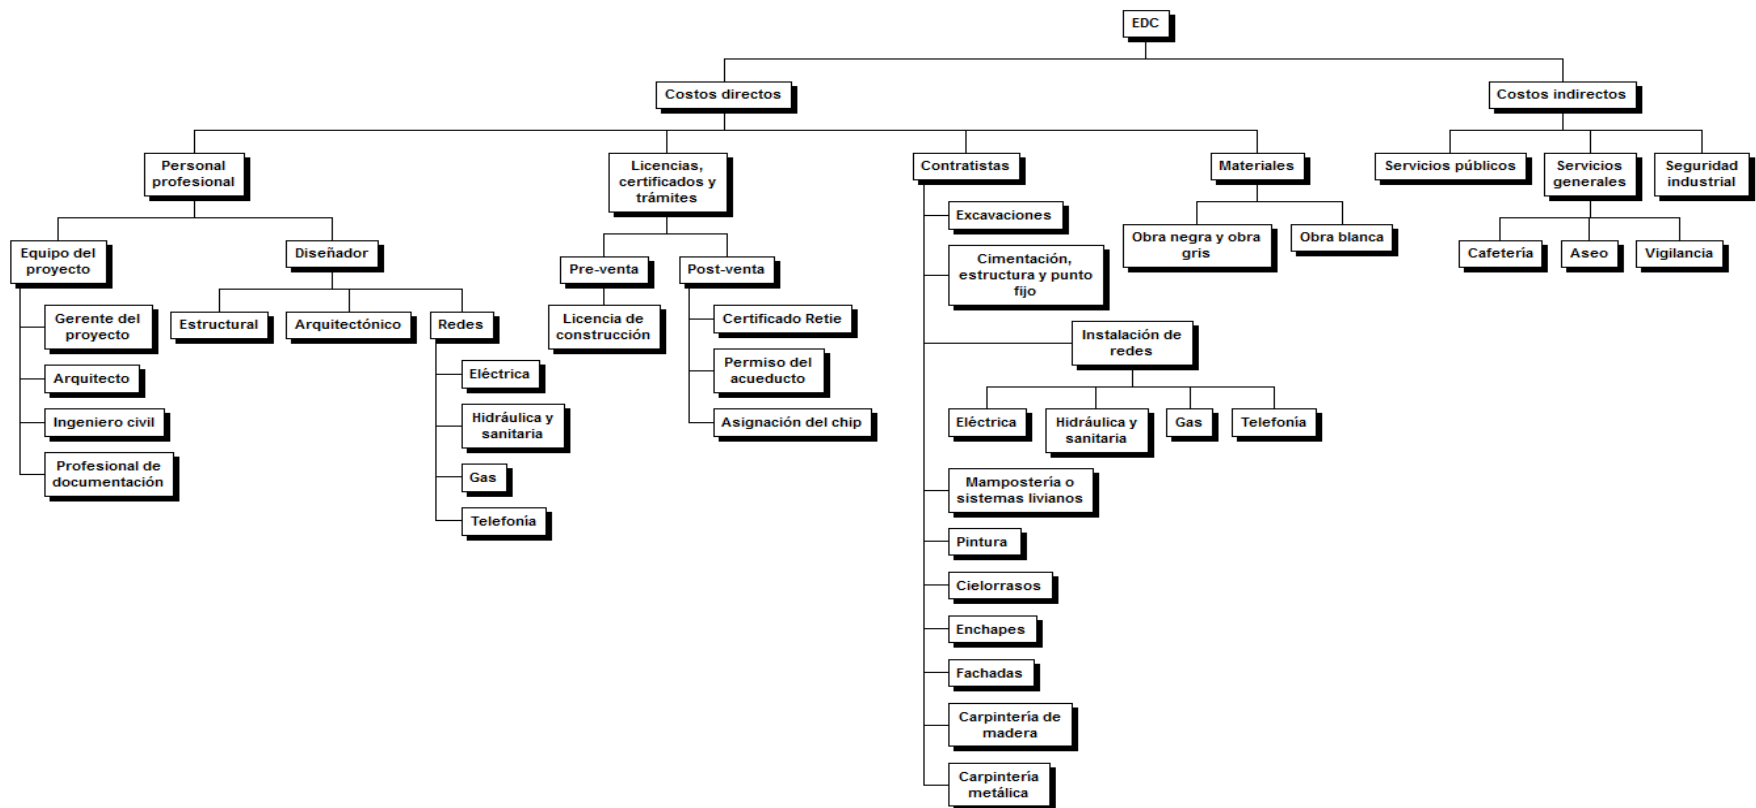 EDC
Costos directos
Costos indirectos
Personal
profesional
Licencias,
certificados y
trámites
Contratistas
Materiales
Servicios públicos
Servicios
generales
Seguridad
industrial
Equipo del
proyecto
Diseñador
Pre-venta
Post-venta
Excavaciones
Cimentación,
estructura y punto
fijo
Obra negra y obra
gris
Obra blanca
Cafetería
Aseo
Vigilancia
Gerente del
proyecto
Arquitecto
Ingeniero civil
Profesional de
documentación
Estructural
Arquitectónico
Redes
Eléctrica
Hidráulica y
sanitaria
Gas
Telefonía
Licencia de
construcción
Certificado Retie
Permiso del
acueducto
Asignación del chip
Instalación de
redes
Eléctrica
Hidráulica y
sanitaria
Gas
Telefonía
Mampostería o
sistemas livianos
Pintura
Cielorrasos
Enchapes
Fachadas
Carpintería de
madera
Carpintería
metálica